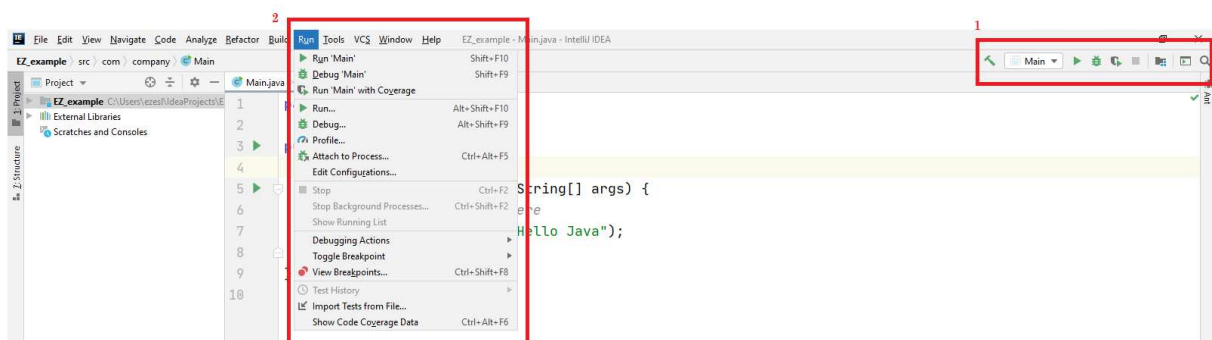 2
1
File Edit View Navigate Code Analyze Refactor Build Run Tools VCS Window Help EZ_example - Main.java - IntelliJ IDEA
EZ_example src com company Main
Main
Project
Main.java
1: Project
Ant
EZ_example C:\Users\ezesl\IdeaProjects\E
External Libraries
Scratches and Consoles
Z: Structure
1
2
3
4
5
6
7
8
9
10
Run 'Main' Shift+F10
Debug 'Main' Shift+F9
Run 'Main' with Coverage
Run... Alt+Shift+F10
Debug... Alt+Shift+F9
Profile...
Attach to Process... Ctrl+Alt+F5
Edit Configurations...
Stop Ctrl+F2
Stop Background Processes... Ctrl+Shift+F2
Show Running List
Debugging Actions
Toggle Breakpoint
View Breakpoints... Ctrl+Shift+F8
Test History
Import Tests from File...
Show Code Coverage Data Ctrl+Alt+F6
String[] args) {
ere
Hello Java");